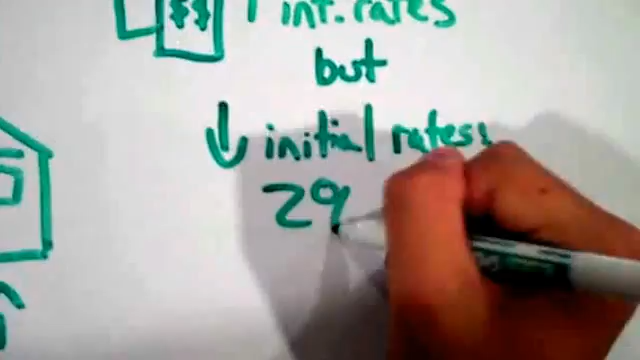 $$ ↑ int. rates
but
↓ initial rates:
29